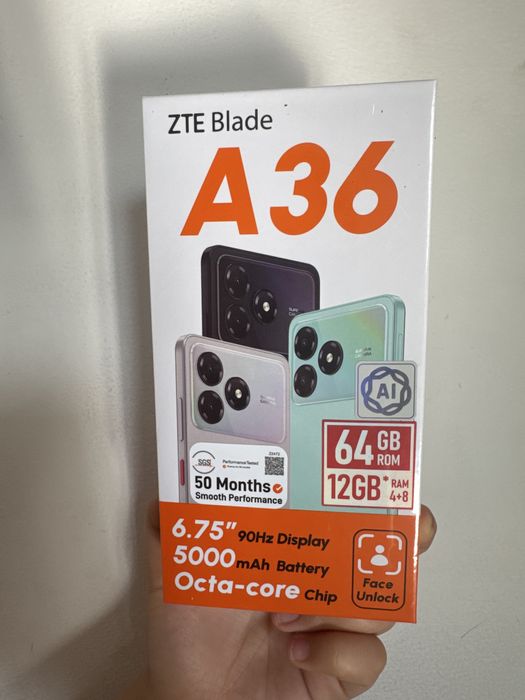 ZTE Blade
A36
AI
64 GB ROM
12GB* RAM 4+8
SGS
Performance Tested
50 Months
Smooth Performance
6.75" 90Hz Display
5000mAh Battery
Octa-core Chip
Face
Unlock